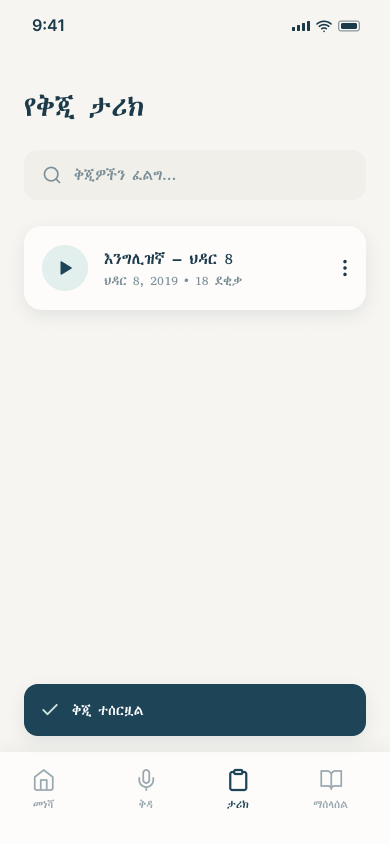 9:41
የቅጂ ታሪክ
ቅጂዎችን ፈልግ...
እንግሊዝኛ – ህዳር 8
ህዳር 8, 2019 • 18 ደቂቃ
ቅጂ ተሰርዟል
መነሻ
ቅዳ
ታሪክ
ማሰላሰል